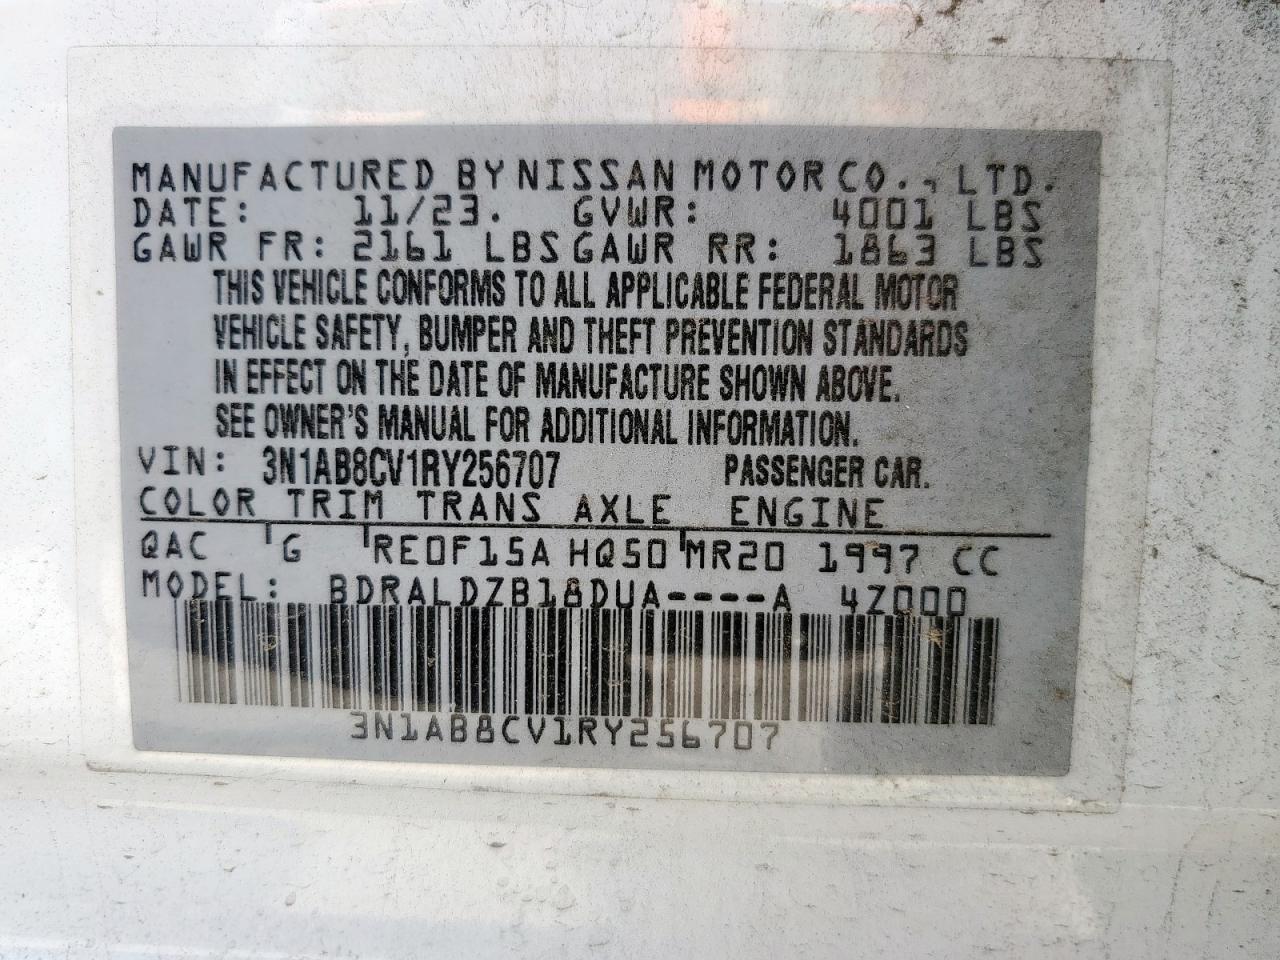 MANUFACTURED BY NISSAN MOTOR CO., LTD.
DATE: 11/23. GVWR: 4001 LBS
GAWR FR: 2161 LBS GAWR RR: 1863 LBS
THIS VEHICLE CONFORMS TO ALL APPLICABLE FEDERAL MOTOR
VEHICLE SAFETY, BUMPER AND THEFT PREVENTION STANDARDS
IN EFFECT ON THE DATE OF MANUFACTURE SHOWN ABOVE.
SEE OWNER'S MANUAL FOR ADDITIONAL INFORMATION.
VIN: 3N1AB8CV1RY256707 PASSENGER CAR.
COLOR TRIM TRANS AXLE ENGINE
QAC G RE0F15A HQ50 MR20 1997 CC
MODEL: BDRALDZB18DUA----A 4Z000
3N1AB8CV1RY256707